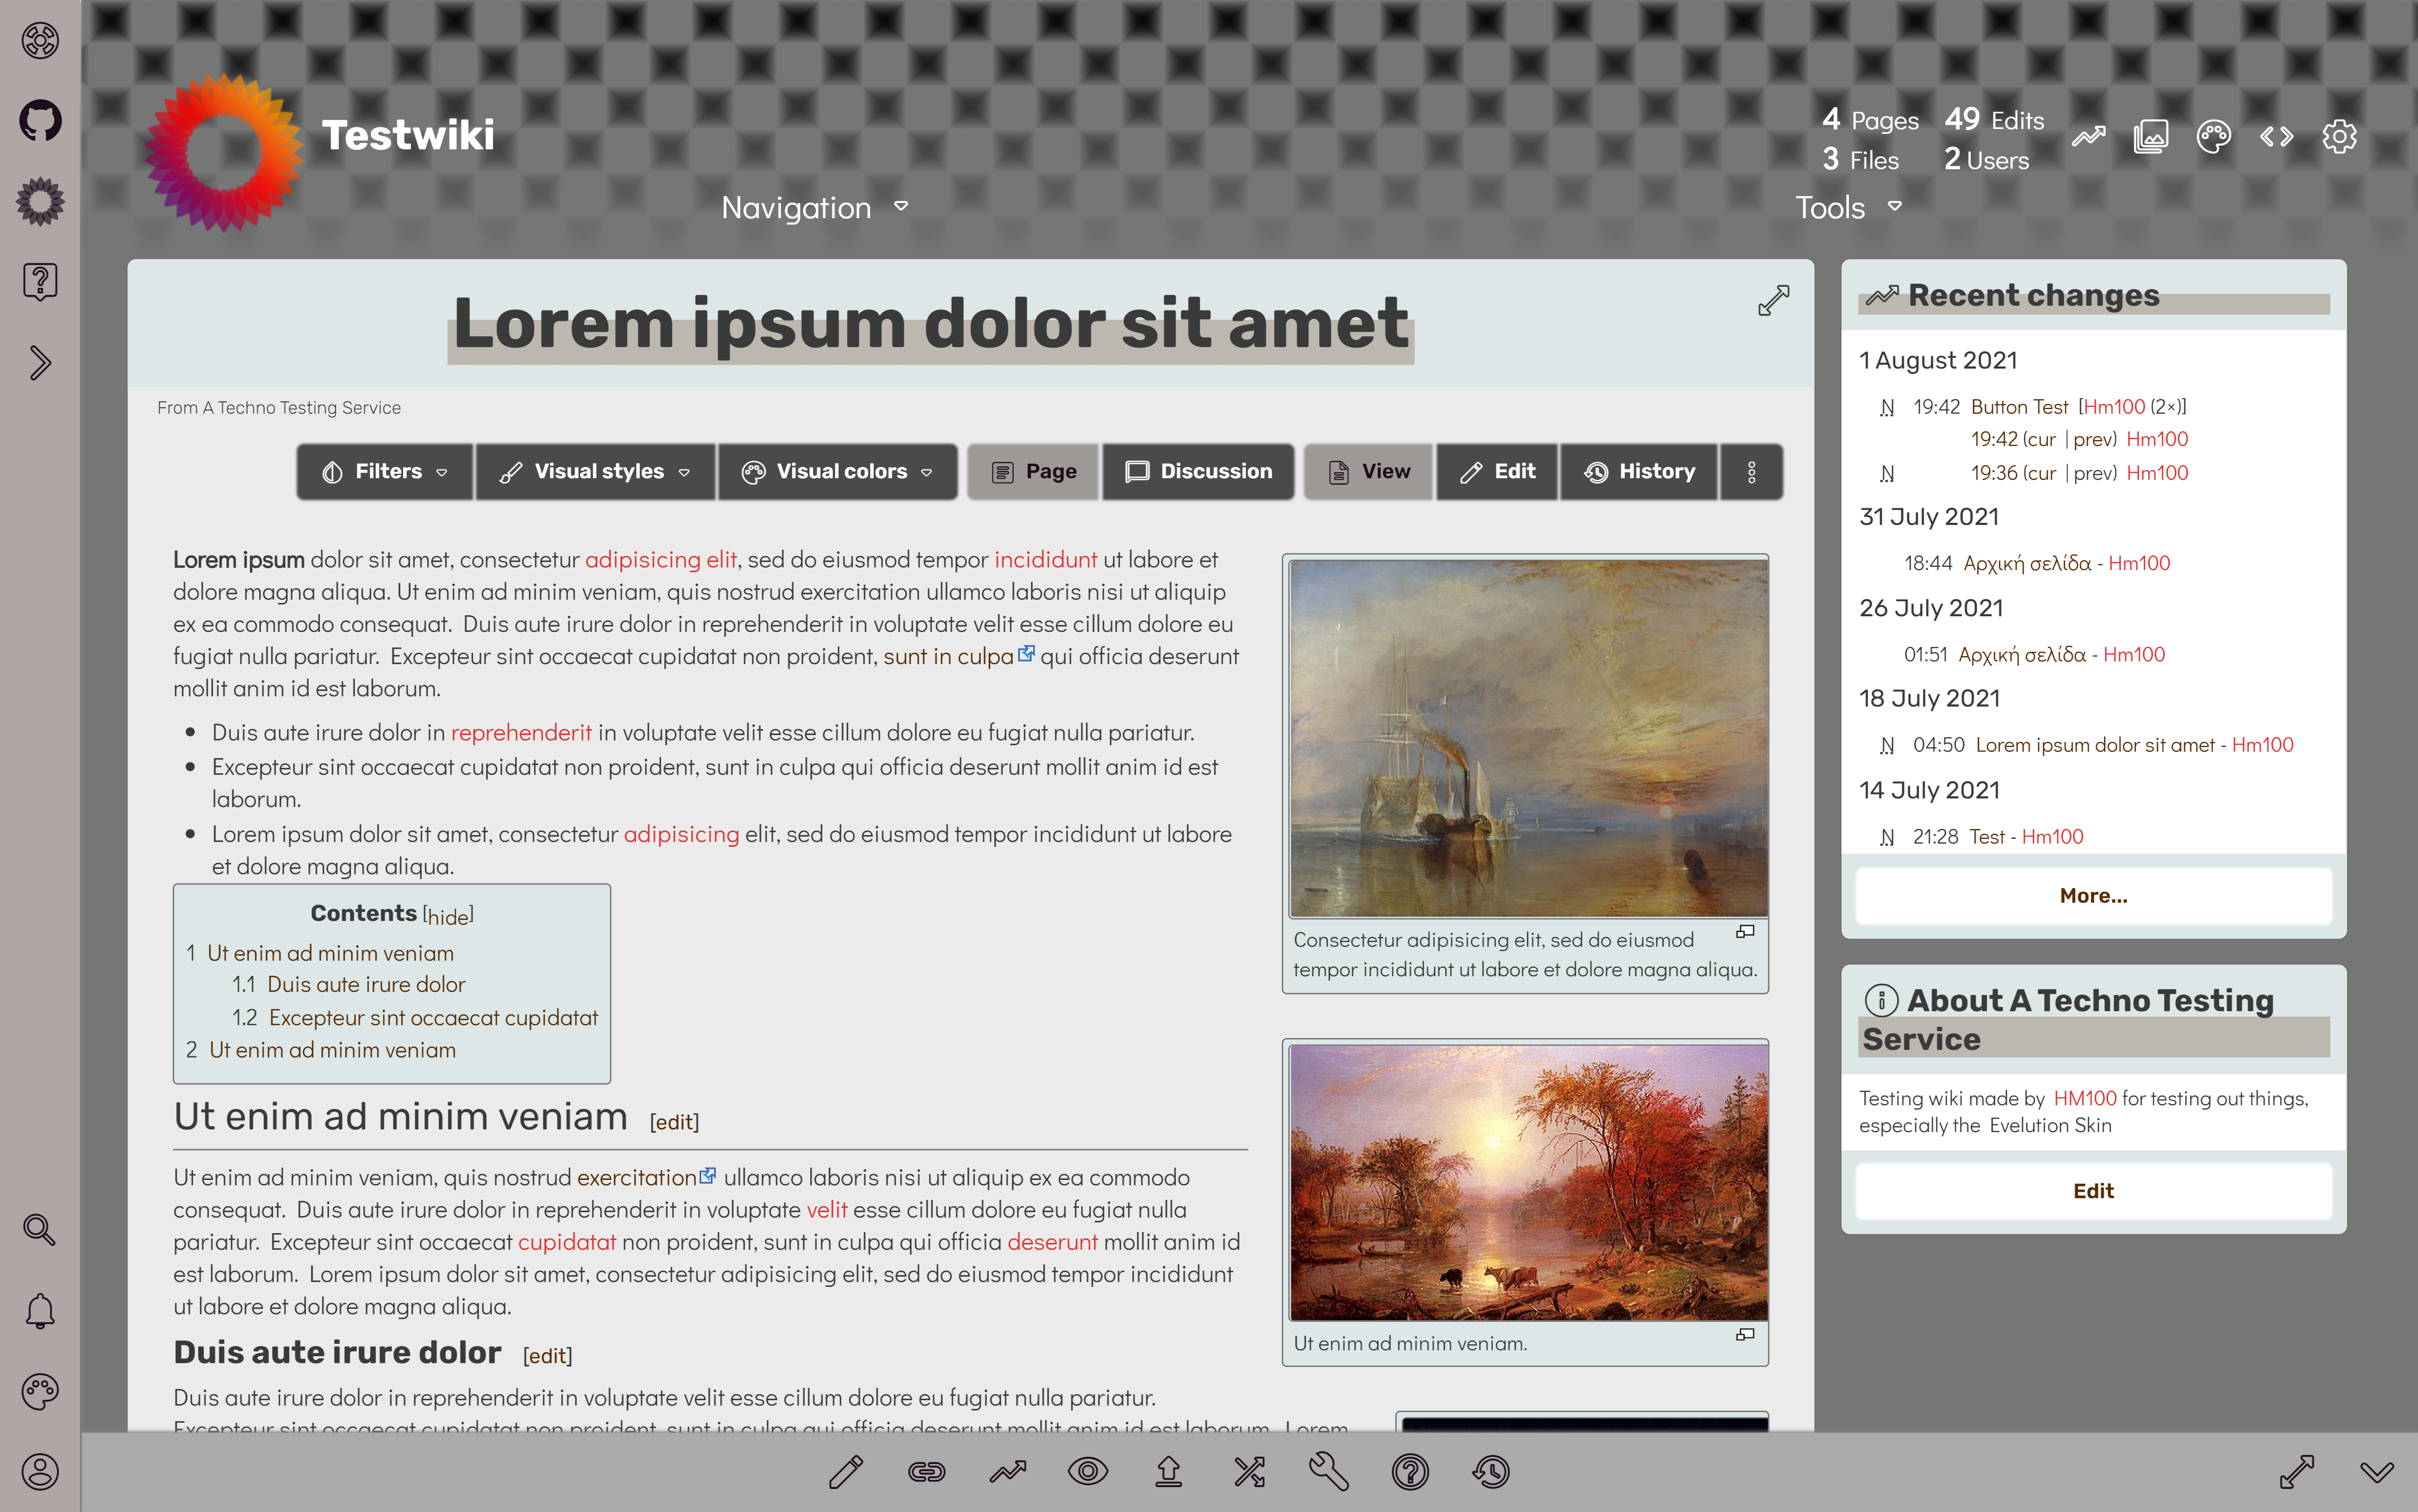 Testwiki
4 Pages 49 Edits
3 Files 2 Users
Navigation
Tools
Lorem ipsum dolor sit amet
From A Techno Testing Service
Filters Visual styles Visual colors Page Discussion View Edit History
Lorem ipsum dolor sit amet, consectetur adipisicing elit, sed do eiusmod tempor incididunt ut labore et
dolore magna aliqua. Ut enim ad minim veniam, quis nostrud exercitation ullamco laboris nisi ut aliquip
ex ea commodo consequat. Duis aute irure dolor in reprehenderit in voluptate velit esse cillum dolore eu
fugiat nulla pariatur. Excepteur sint occaecat cupidatat non proident, sunt in culpa qui officia deserunt
mollit anim id est laborum.
Duis aute irure dolor in reprehenderit in voluptate velit esse cillum dolore eu fugiat nulla pariatur.
Excepteur sint occaecat cupidatat non proident, sunt in culpa qui officia deserunt mollit anim id est
laborum.
Lorem ipsum dolor sit amet, consectetur adipisicing elit, sed do eiusmod tempor incididunt ut labore
et dolore magna aliqua.
Contents [hide]
1 Ut enim ad minim veniam
1.1 Duis aute irure dolor
1.2 Excepteur sint occaecat cupidatat
2 Ut enim ad minim veniam
Ut enim ad minim veniam [edit]
Ut enim ad minim veniam, quis nostrud exercitation ullamco laboris nisi ut aliquip ex ea commodo
consequat. Duis aute irure dolor in reprehenderit in voluptate velit esse cillum dolore eu fugiat nulla
pariatur. Excepteur sint occaecat cupidatat non proident, sunt in culpa qui officia deserunt mollit anim id
est laborum. Lorem ipsum dolor sit amet, consectetur adipisicing elit, sed do eiusmod tempor incididunt
ut labore et dolore magna aliqua.
Duis aute irure dolor [edit]
Duis aute irure dolor in reprehenderit in voluptate velit esse cillum dolore eu fugiat nulla pariatur.
Excepteur sint occaecat cupidatat non proident, sunt in culpa qui officia deserunt mollit anim id est laborum. Lorem
Consectetur adipisicing elit, sed do eiusmod
tempor incididunt ut labore et dolore magna aliqua.
Ut enim ad minim veniam.
Recent changes
1 August 2021
N 19:42 Button Test [Hm100 (2×)]
19:42 (cur | prev) Hm100
N 19:36 (cur | prev) Hm100
31 July 2021
18:44 Αρχική σελίδα - Hm100
26 July 2021
01:51 Αρχική σελίδα - Hm100
18 July 2021
N 04:50 Lorem ipsum dolor sit amet - Hm100
14 July 2021
N 21:28 Test - Hm100
More...
About A Techno Testing
Service
Testing wiki made by HM100 for testing out things,
especially the Evelution Skin
Edit